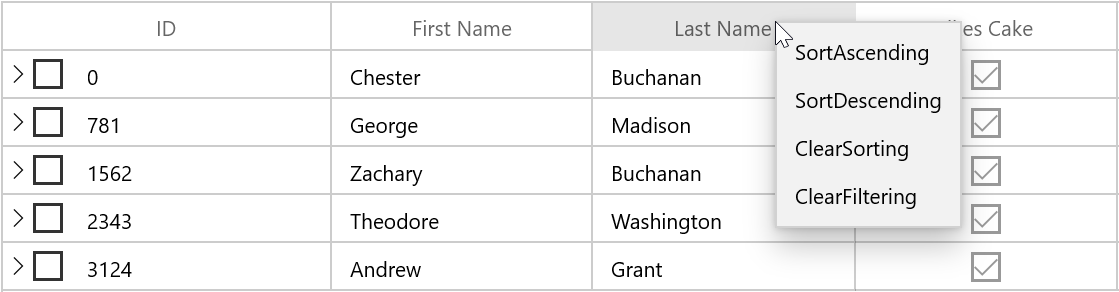 ID First Name Last Name es Cake
SortAscending
0 Chester Buchanan
SortDescending
781 George Madison
ClearSorting
1562 Zachary Buchanan
ClearFiltering
2343 Theodore Washington
3124 Andrew Grant